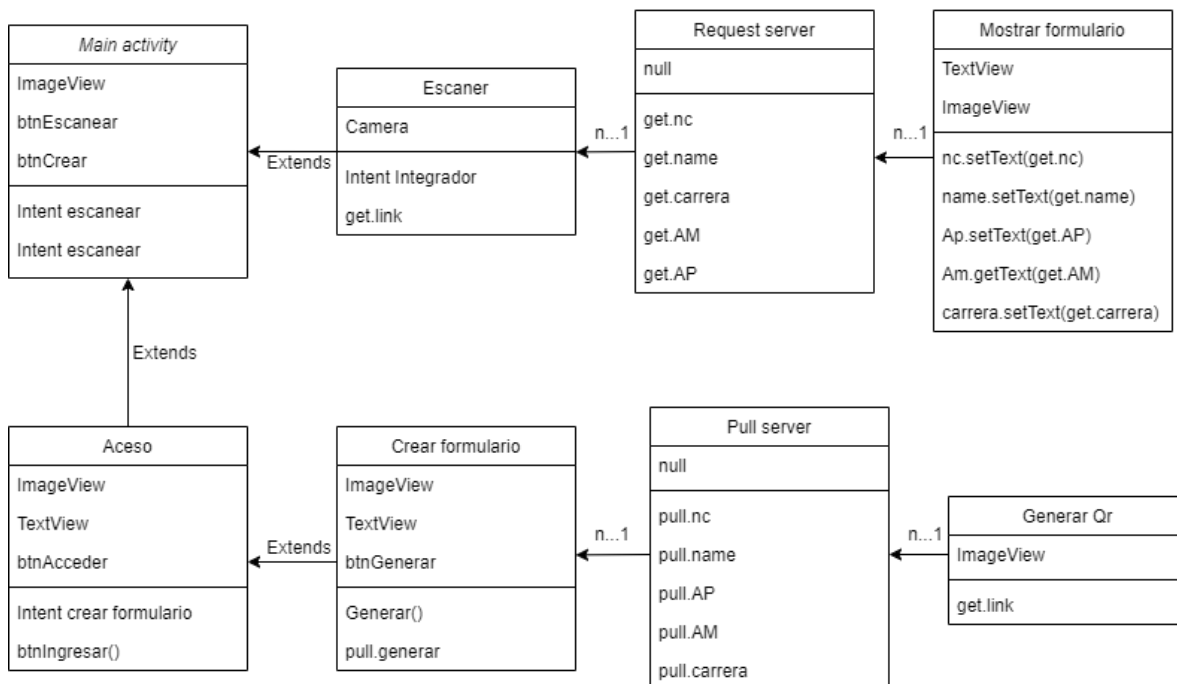 Main activity
ImageView
btnEscanear
btnCrear
Intent escanear
Intent escanear
Extends
Escaner
Camera
Intent Integrador
get.link
n...1
Request server
null
get.nc
get.name
get.carrera
get.AM
get.AP
n...1
Mostrar formulario
TextView
ImageView
nc.setText(get.nc)
name.setText(get.name)
Ap.setText(get.AP)
Am.getText(get.AM)
carrera.setText(get.carrera)
Extends
Aceso
ImageView
TextView
btnAcceder
Intent crear formulario
btnIngresar()
Extends
Crear formulario
ImageView
TextView
btnGenerar
Generar()
pull.generar
n...1
Pull server
null
pull.nc
pull.name
pull.AP
pull.AM
pull.carrera
n...1
Generar Qr
ImageView
get.link